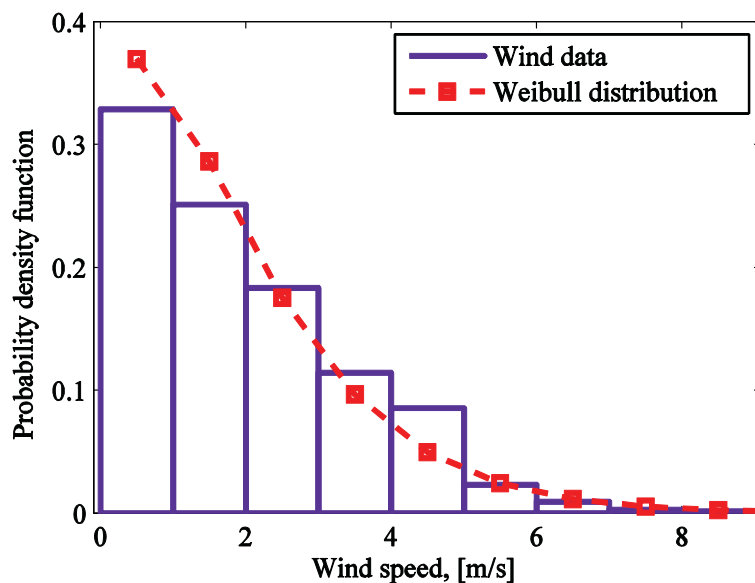 0.4
0.3
0.2
0.1
0
Probability density function
Wind data
Weibull distribution
0 2 4 6 8
Wind speed, [m/s]